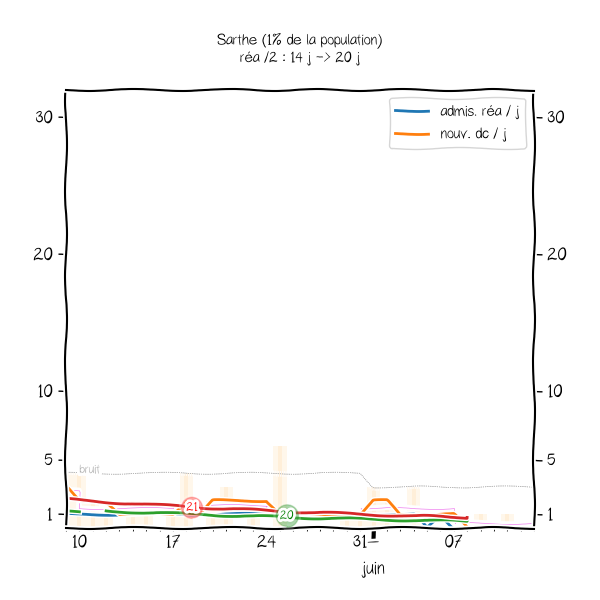 Sarthe (1% de la population)
réa /2 : 14 j -> 20 j
admis. réa / j
nouv. dc / j
30
30
20
20
10
10
5
5
bruit
21
20
1
1
10
17
24
31
07
juin